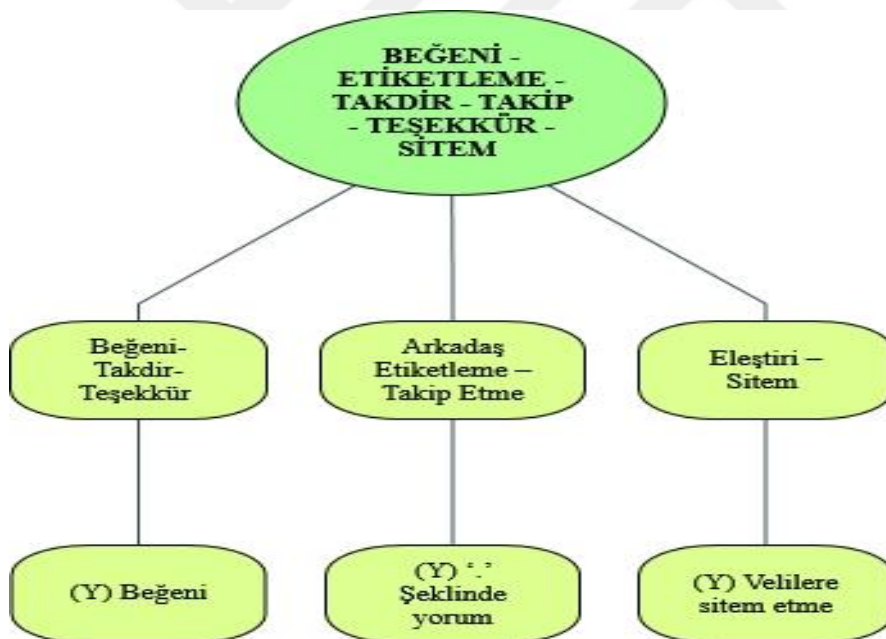 BEĞENİ -
ETİKETLEME -
TAKDİR - TAKİP
- TEŞEKKÜR -
SİTEM
Beğeni-
Takdir-
Teşekkür
Arkadaş
Etiketleme –
Takip Etme
Eleştiri –
Sitem
(Y) Beğeni
(Y) ‘.’
Şeklinde
yorum
(Y) Velilere
sitem etme